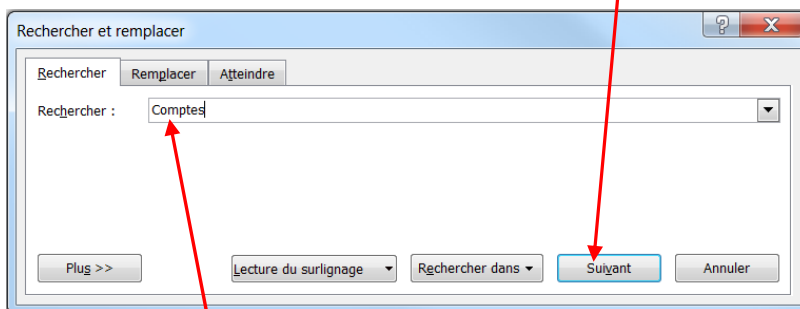 Rechercher et remplacer
Rechercher Remplacer Atteindre
Rechercher : Comptes
Plus >> Lecture du surlignage Rechercher dans Suivant Annuler